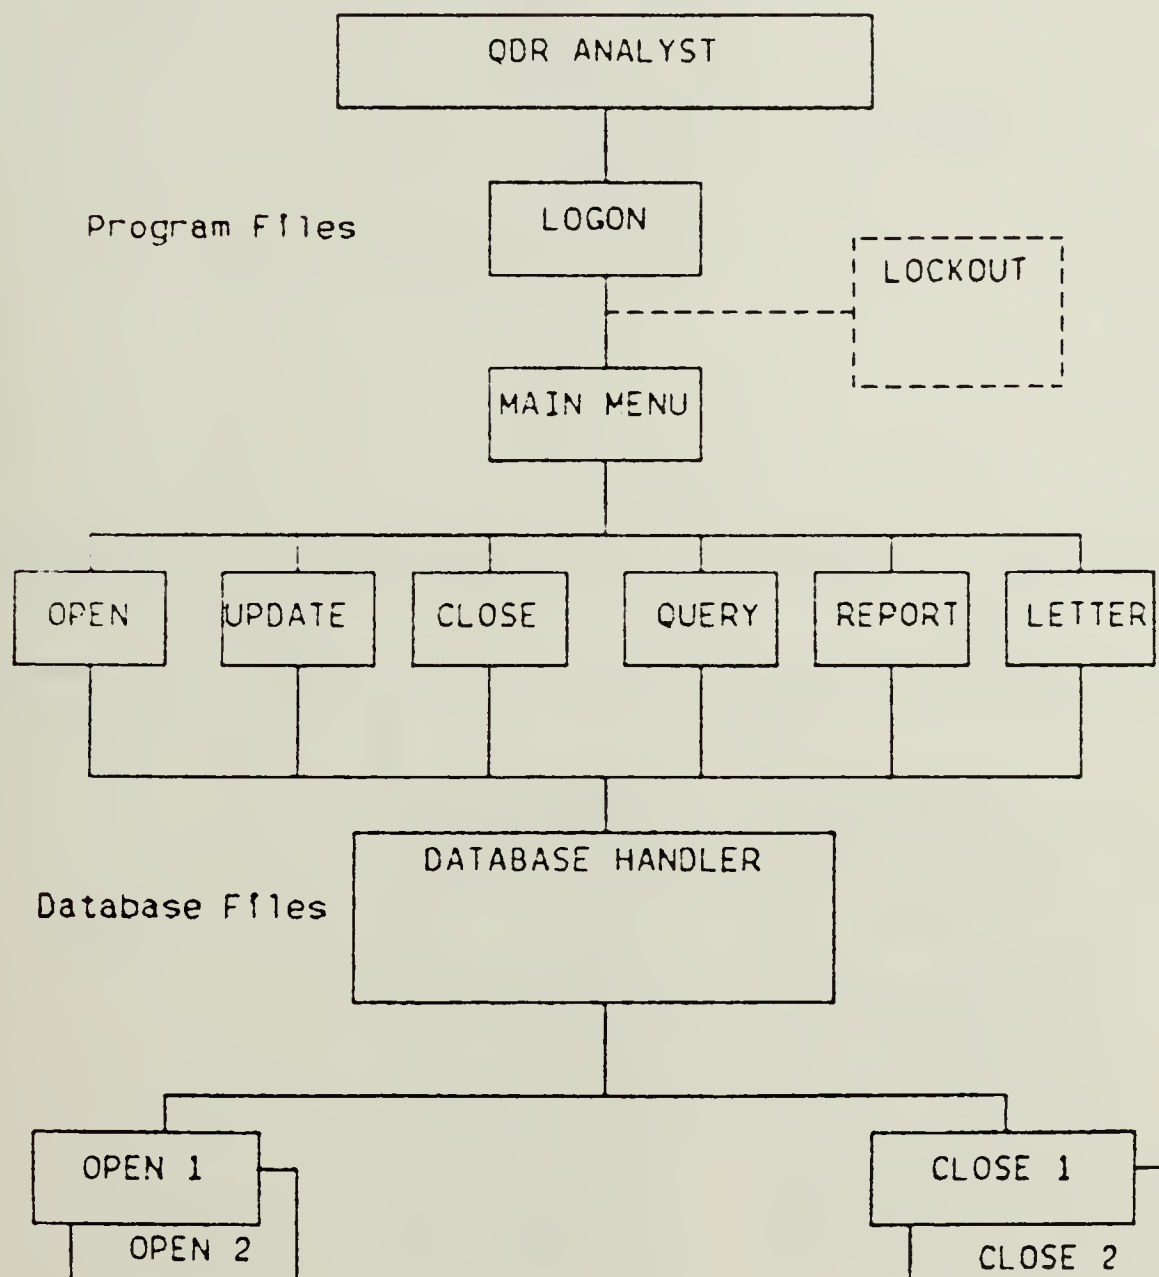 QDR ANALYST
LOGON
Program Files
LOCKOUT
MAIN MENU
OPEN UPDATE CLOSE QUERY REPORT LETTER
DATABASE HANDLER
Database Files
OPEN 1 CLOSE 1
OPEN 2 CLOSE 2